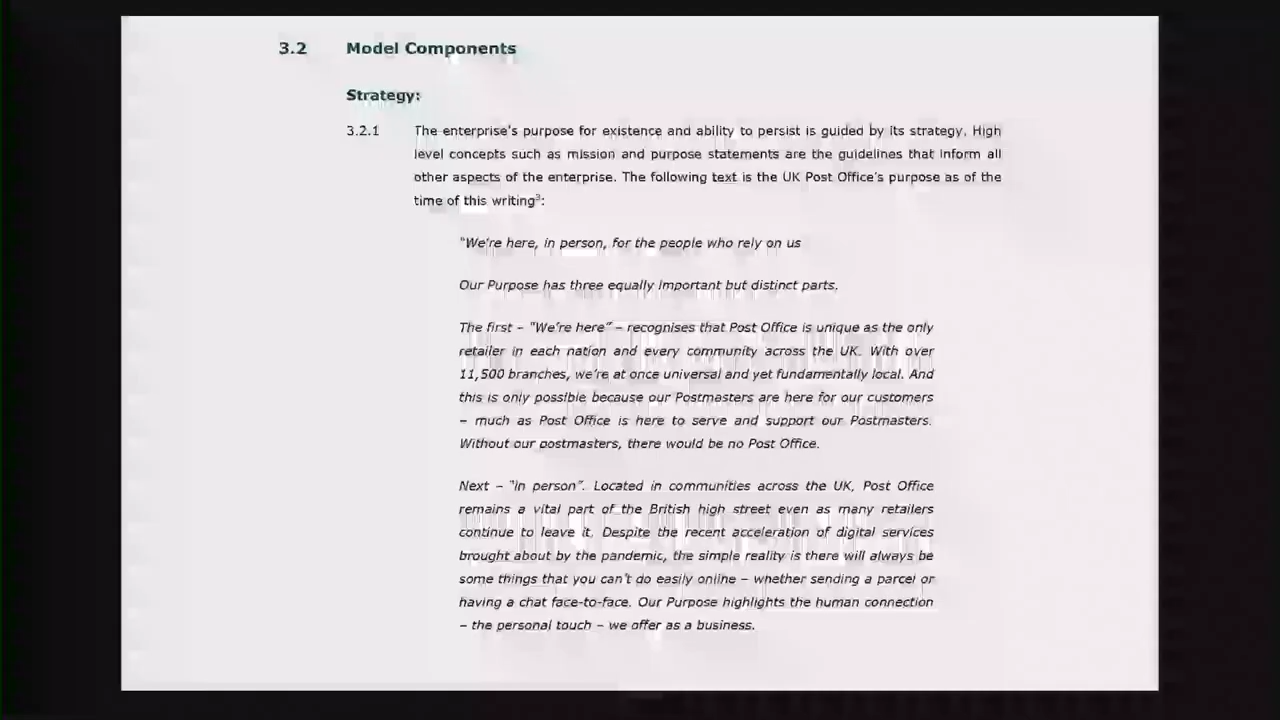 3.2 Model Components
Strategy:
3.2.1 The enterprise's purpose for existence and ability to persist is guided by its strategy. High
level concepts such as mission and purpose statements are the guidelines that inform all
other aspects of the enterprise. The following text is the UK Post Office's purpose as of the
time of this writing³:
"We're here, in person, for the people who rely on us
Our Purpose has three equally important but distinct parts.
The first – "We're here" – recognises that Post Office is unique as the only
retailer in each nation and every community across the UK. With over
11,500 branches, we're at once universal and yet fundamentally local. And
this is only possible because our Postmasters are here for our customers
– much as Post Office is here to serve and support our Postmasters.
Without our postmasters, there would be no Post Office.
Next – "in person". Located in communities across the UK, Post Office
remains a vital part of the British high street even as many retailers
continue to leave it. Despite the recent acceleration of digital services
brought about by the pandemic, the simple reality is there will always be
some things that you can't do easily online – whether sending a parcel or
having a chat face-to-face. Our Purpose highlights the human connection
– the personal touch – we offer as a business.